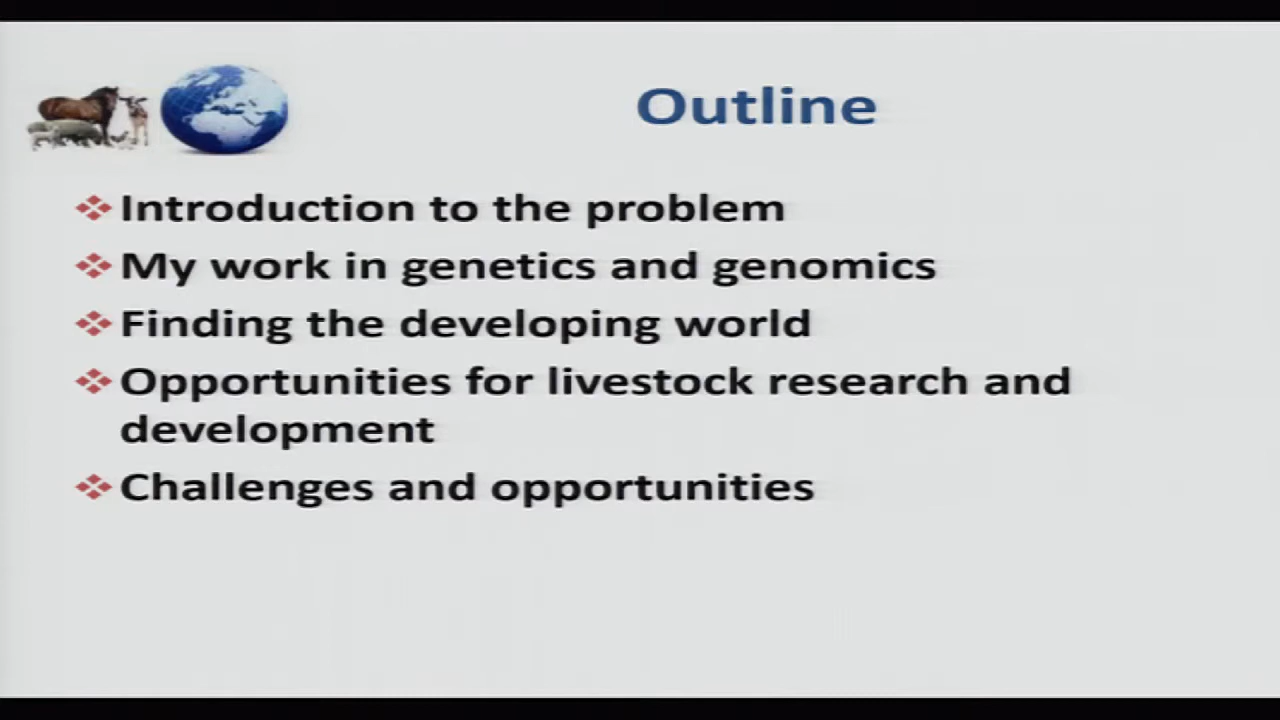 Outline
Introduction to the problem
My work in genetics and genomics
Finding the developing world
Opportunities for livestock research and
development
Challenges and opportunities